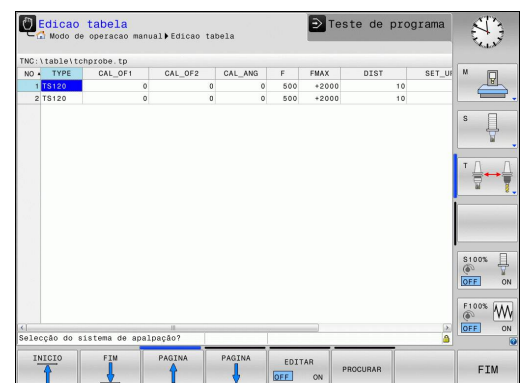 Edicao tabela
Teste de programa
Modo de operacao manual Edicao tabela
TNC:\table\tchprobe.tp
NO TYPE CAL_OF1 CAL_OF2 CAL_ANG F FMAX DIST
1 TS120 0 0 0 500 +2000 10
2 TS120 0 0 0 500 +2000 10
M
S
T
S100%
OFF ON
F100%
OFF ON
Selecção do sistema de apalpação?
INICIO FIM PAGINA PAGINA EDITAR PROCURAR FIM
OFF ON